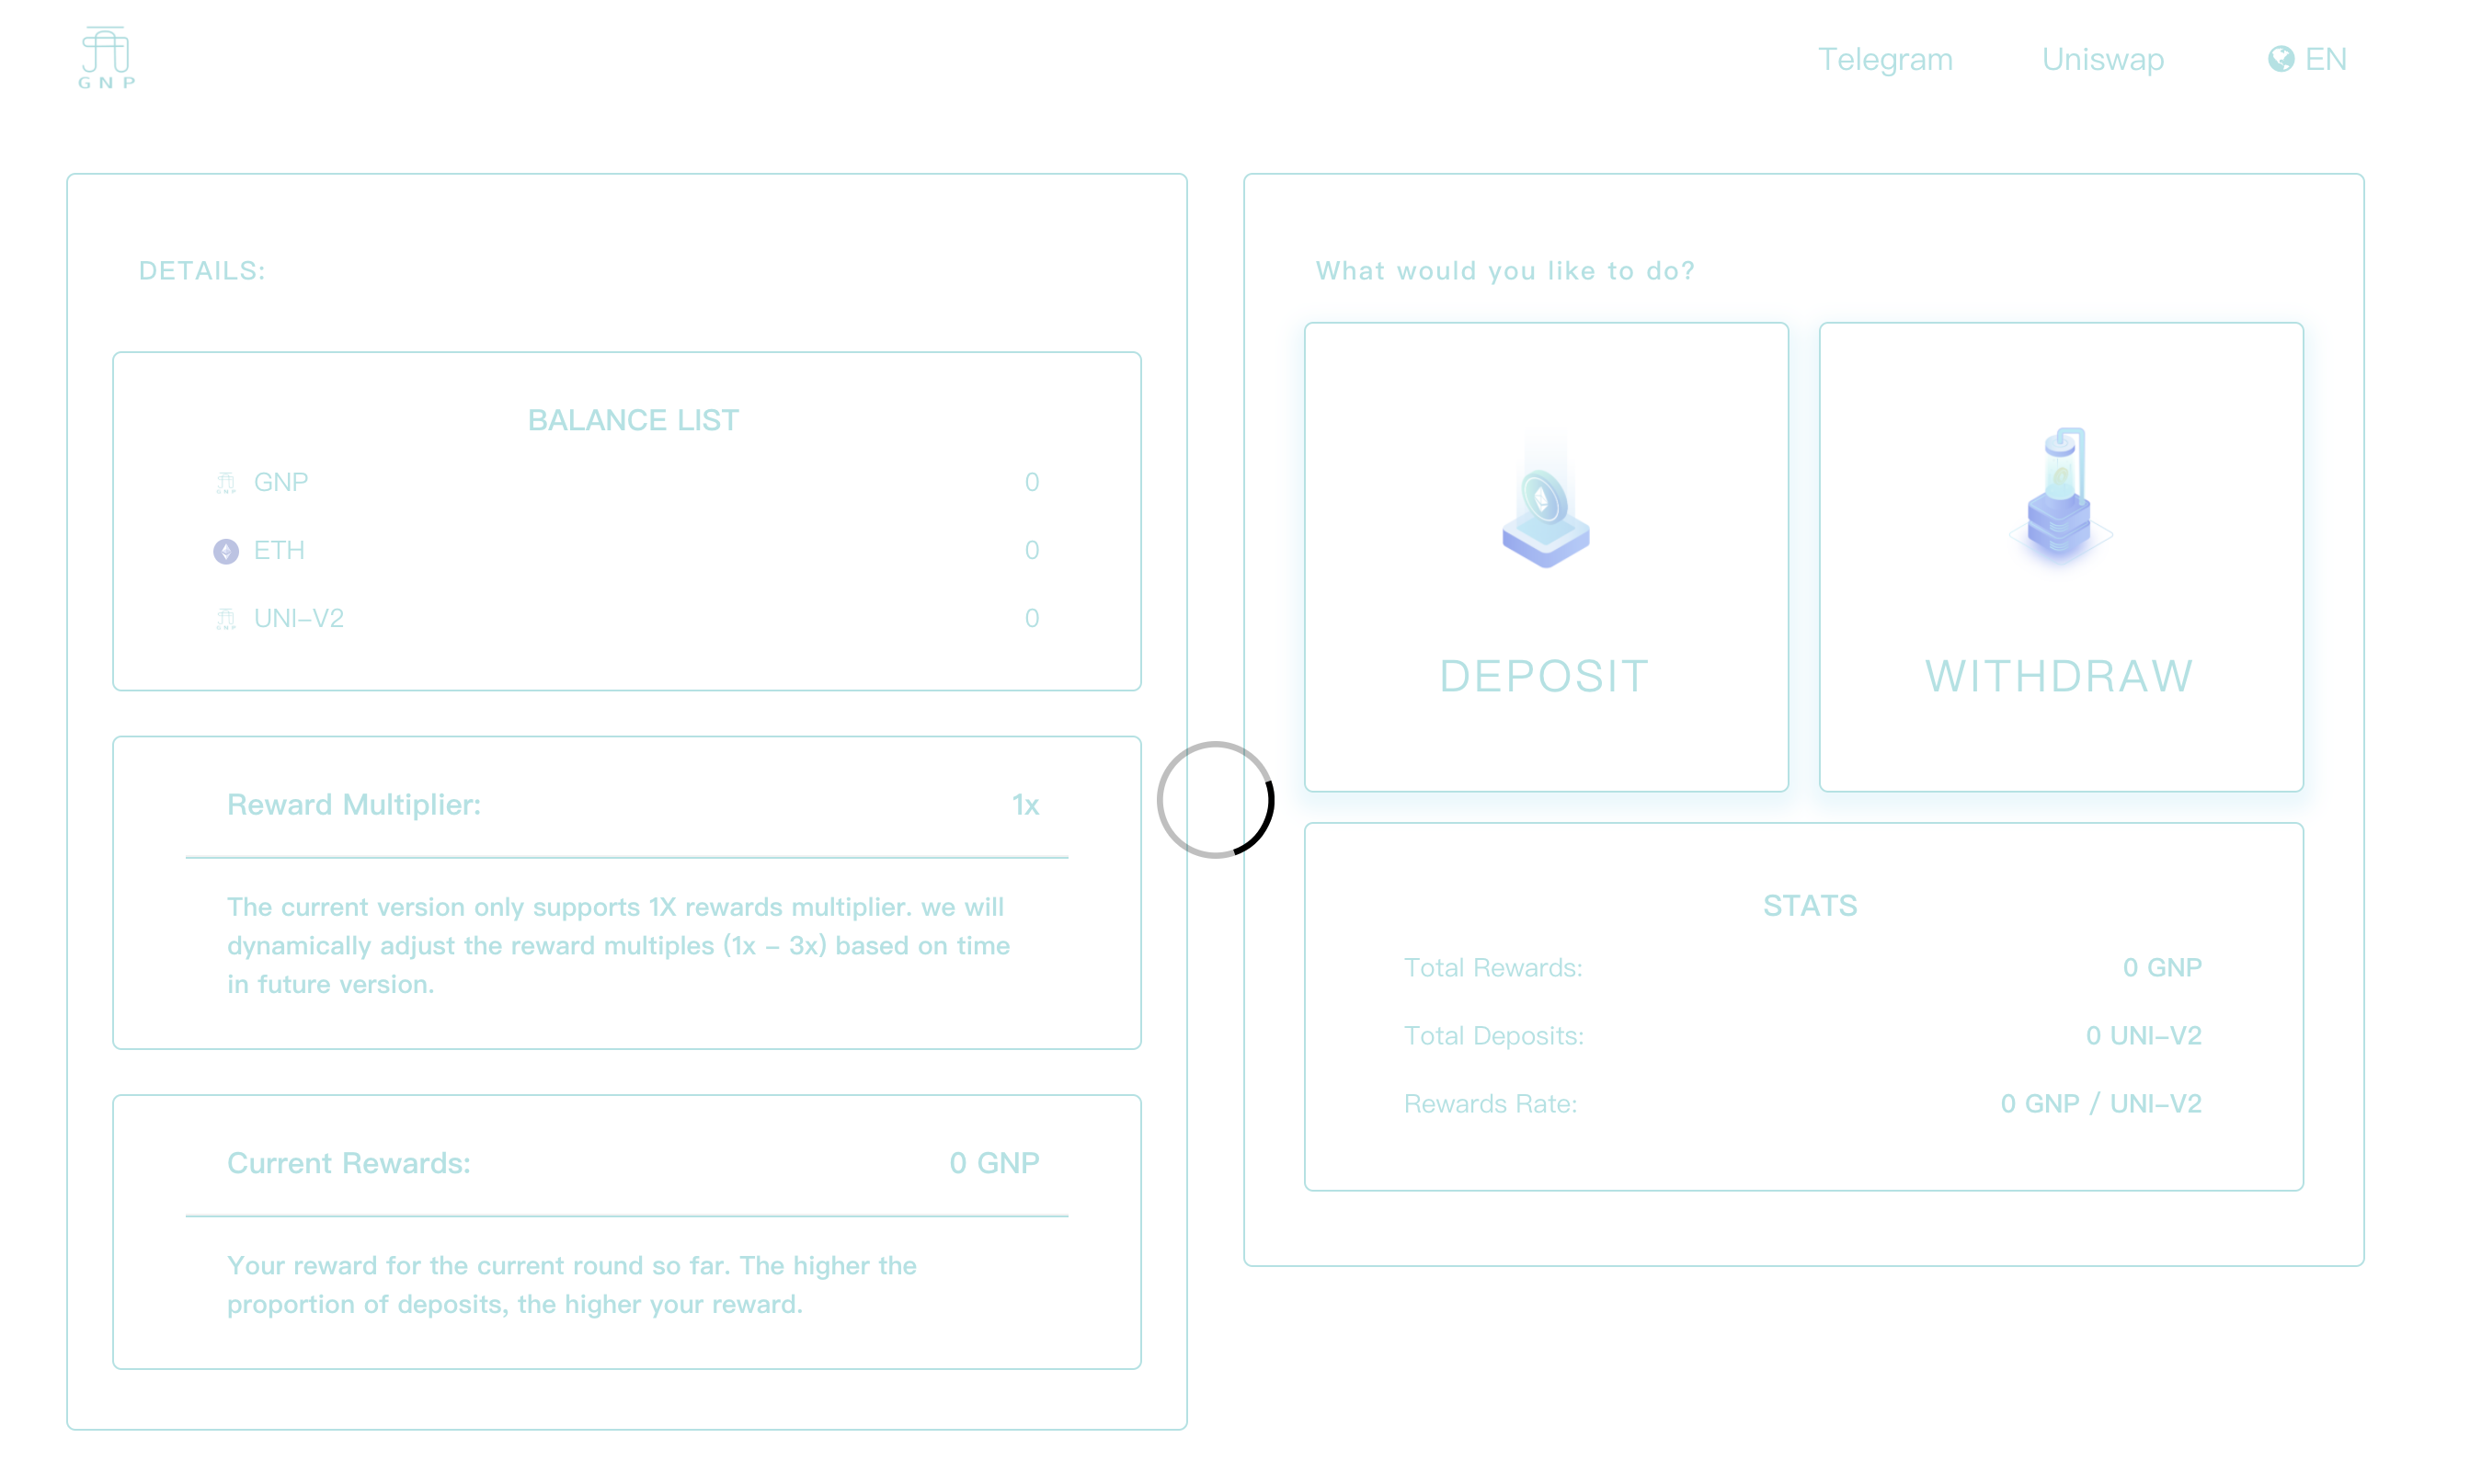 GNP
Telegram
Uniswap
EN
DETAILS:
BALANCE LIST
GNP GNP 0
ETH 0
GNP UNI-V2 0
Reward Multiplier: 1x
The current version only supports 1X rewards multiplier. we will
dynamically adjust the reward multiples (1x - 3x) based on time
in future version.
Current Rewards: 0 GNP
Your reward for the current round so far. The higher the
proportion of deposits, the higher your reward.
What would you like to do?
DEPOSIT
WITHDRAW
STATS
Total Rewards: 0 GNP
Total Deposits: 0 UNI-V2
Rewards Rate: 0 GNP / UNI-V2